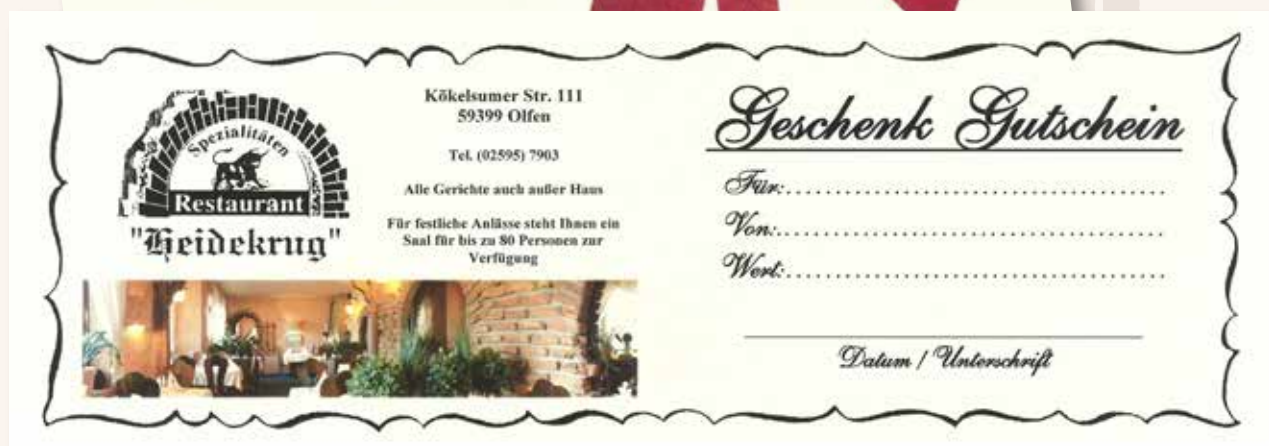 Spezialitäten
Restaurant
"Heidekrug"
Kökelsumer Str. 111
59399 Olfen
Tel. (02595) 7903
Alle Gerichte auch außer Haus
Für festliche Anlässe steht Ihnen ein
Saal für bis zu 80 Personen zur
Verfügung
Geschenk Gutschein
Für:......................................
Von:......................................
Wert:......................................
Datum / Unterschrift